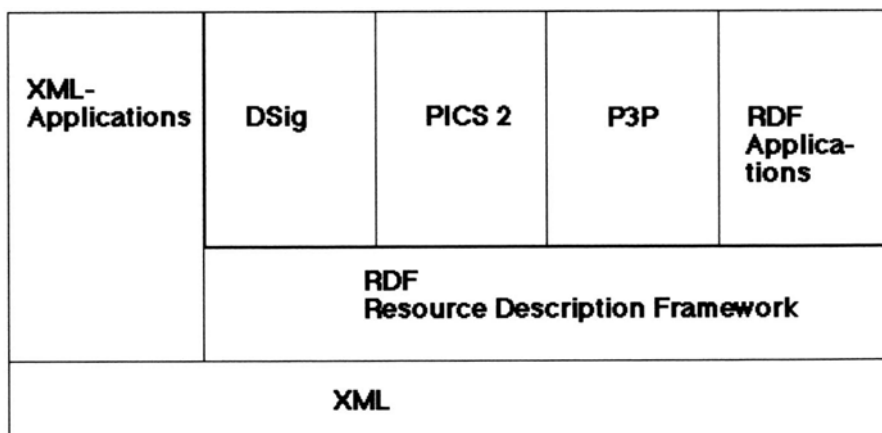 XML-
Applications
DSig
PICS 2
P3P
RDF
Applica-
tions
RDF
Resource Description Framework
XML